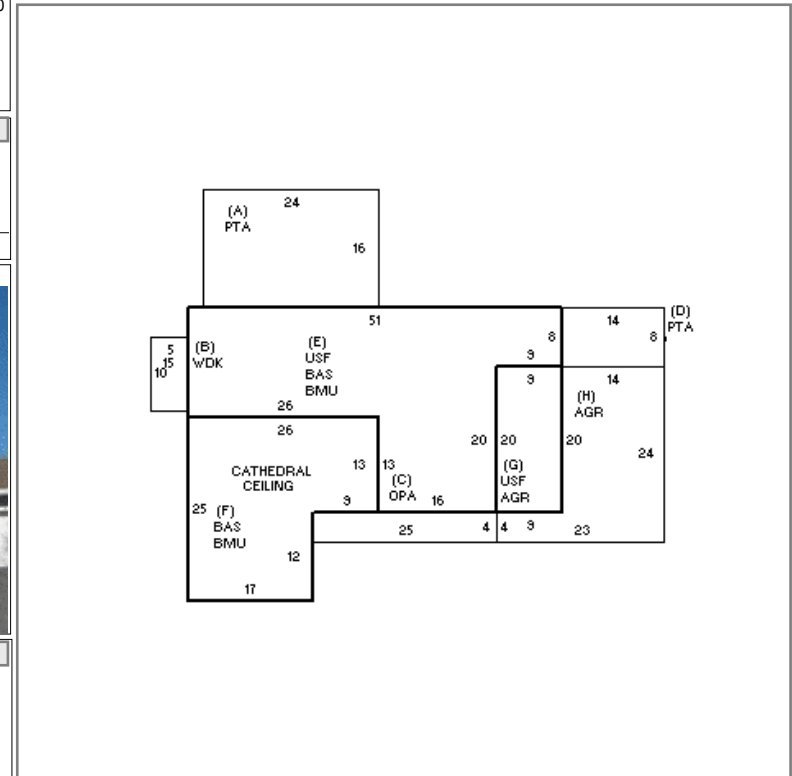 24
(A)
PTA
16
51
(D)
PTA
14
8
8
(B)
WDK
5
15
10
(E)
USF
BAS
BMU
9
9
14
(H)
AGR
26
26
20
20
20
24
13
13
CATHEDRAL
CEILING
(C)
OPA
(G)
USF
AGR
9
16
25
(F)
BAS
BMU
25
4
4
9
23
12
17